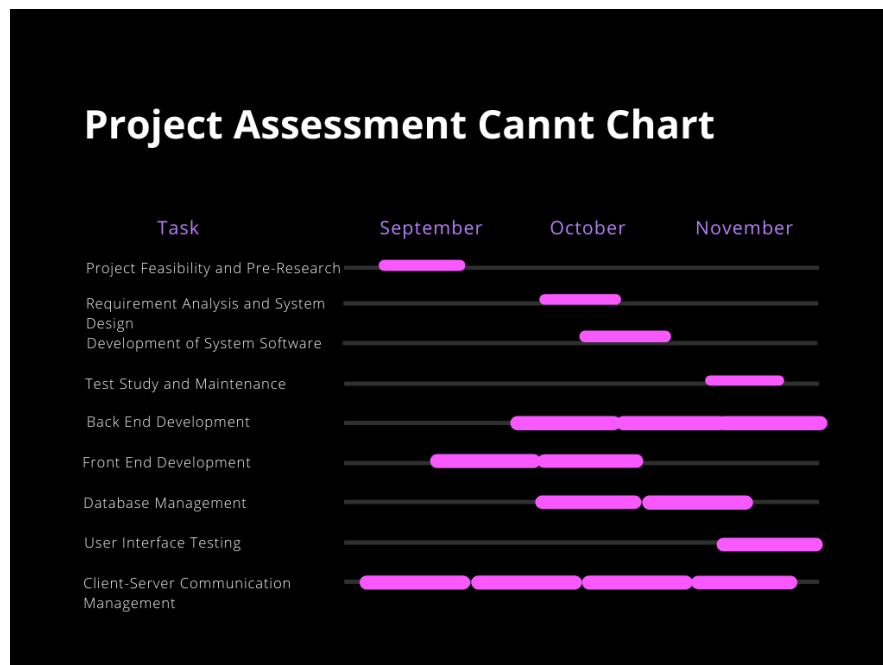 Project Assessment Cannt Chart
Task September October November
Project Feasibility and Pre-Research
Requirement Analysis and System
Design
Development of System Software
Test Study and Maintenance
Back End Development
Front End Development
Database Management
User Interface Testing
Client-Server Communication
Management